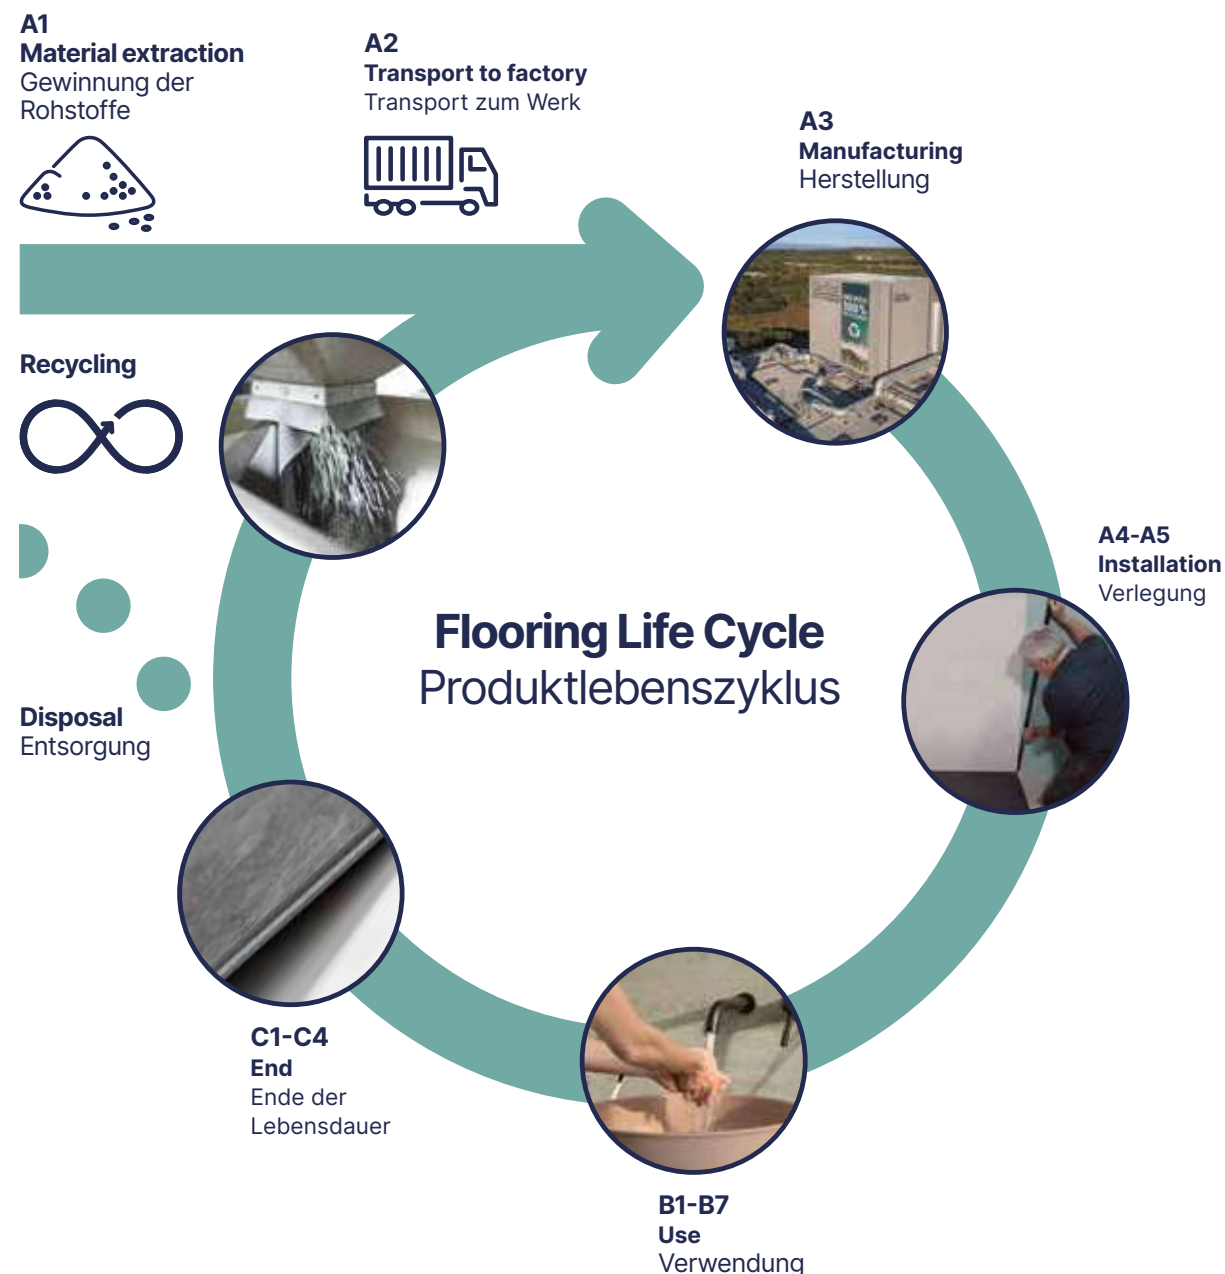 A1
Material extraction
Gewinnung der
Rohstoffe
A2
Transport to factory
Transport zum Werk
A3
Manufacturing
Herstellung
Recycling
A4-A5
Installation
Verlegung
Flooring Life Cycle
Produktlebenszyklus
Disposal
Entsorgung
C1-C4
End
Ende der
Lebensdauer
B1-B7
Use
Verwendung